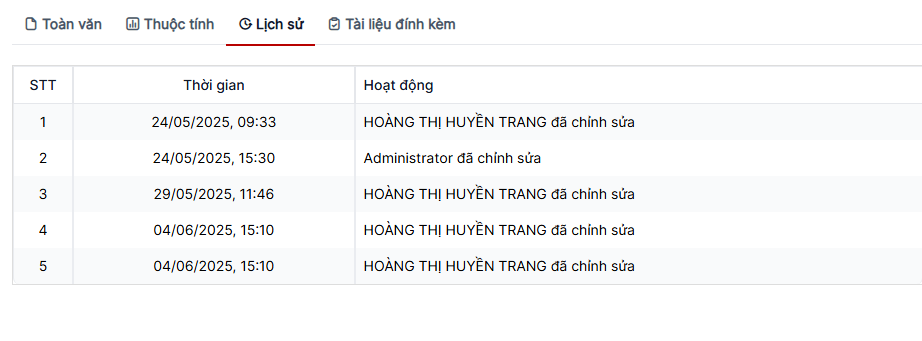 Toàn văn Thuộc tính Lịch sử Tài liệu đính kèm
STT Thời gian Hoạt động
1 24/05/2025, 09:33 HOÀNG THỊ HUYỀN TRANG đã chỉnh sửa
2 24/05/2025, 15:30 Administrator đã chỉnh sửa
3 29/05/2025, 11:46 HOÀNG THỊ HUYỀN TRANG đã chỉnh sửa
4 04/06/2025, 15:10 HOÀNG THỊ HUYỀN TRANG đã chỉnh sửa
5 04/06/2025, 15:10 HOÀNG THỊ HUYỀN TRANG đã chỉnh sửa